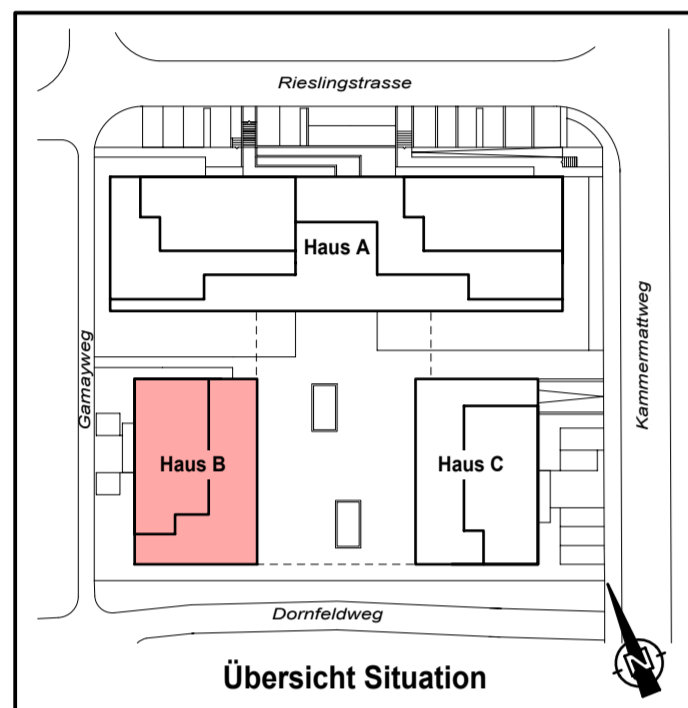 Rieslingstrasse
Haus A
Gamayweg
Kammermattweg
Haus B
Haus C
Dornfeldweg
Übersicht Situation
N